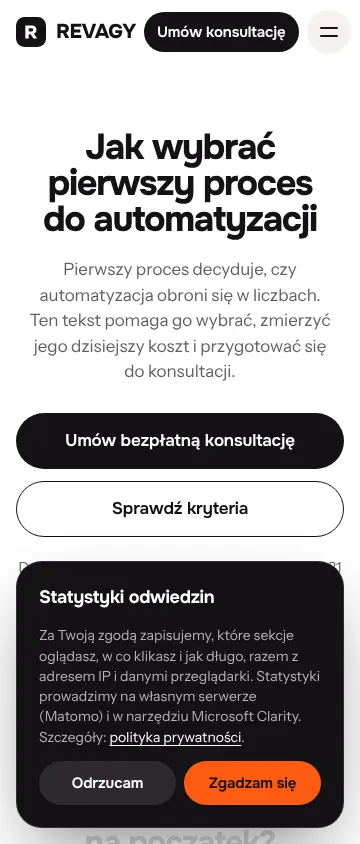 R REVAGY
Umów konsultację
Jak wybrać
pierwszy proces
do automatyzacji
Pierwszy proces decyduje, czy
automatyzacja obroni się w liczbach.
Ten tekst pomaga go wybrać, zmierzyć
jego dzisiejszy koszt i przygotować się
do konsultacji.
Umów bezpłatną konsultację
Sprawdź kryteria
Statystyki odwiedzin
Za Twoją zgodą zapisujemy, które sekcje
oglądasz, w co klikasz i jak długo, razem z
adresem IP i danymi przeglądarki. Statystyki
prowadzimy na własnym serwerze
(Matomo) i w narzędziu Microsoft Clarity.
Szczegóły: polityka prywatności.
Odrzucam
Zgadzam się
na początek?